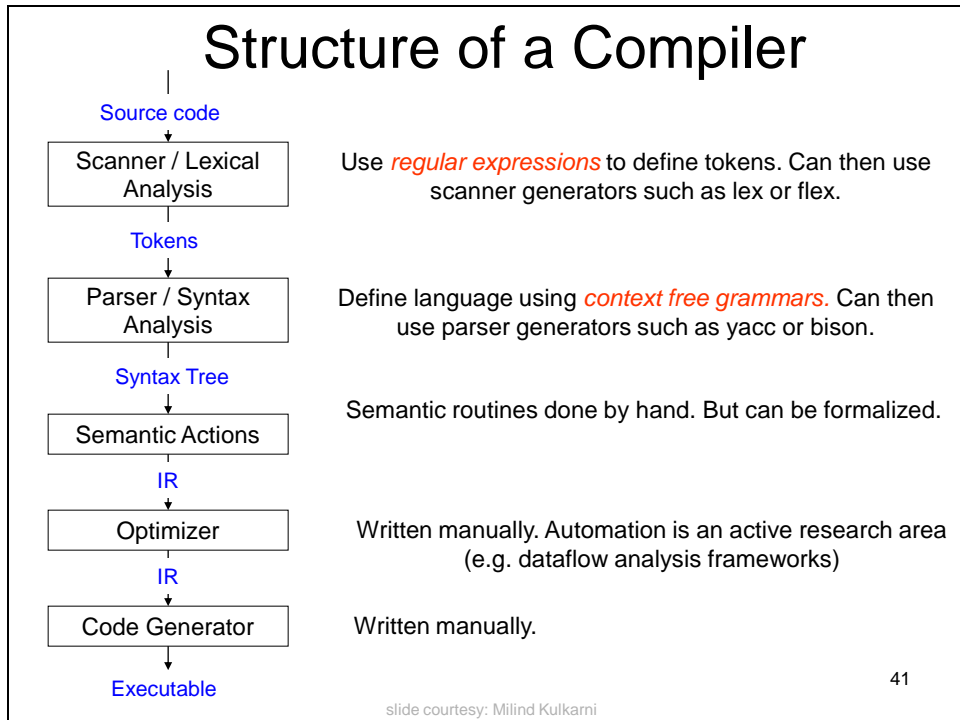 Structure of a Compiler
Source code
Scanner / Lexical
Analysis
Use regular expressions to define tokens. Can then use
scanner generators such as lex or flex.
Tokens
Parser / Syntax
Analysis
Define language using context free grammars. Can then
use parser generators such as yacc or bison.
Syntax Tree
Semantic Actions
Semantic routines done by hand. But can be formalized.
IR
Optimizer
Written manually. Automation is an active research area
(e.g. dataflow analysis frameworks)
IR
Code Generator
Written manually.
Executable
41
slide courtesy: Milind Kulkarni